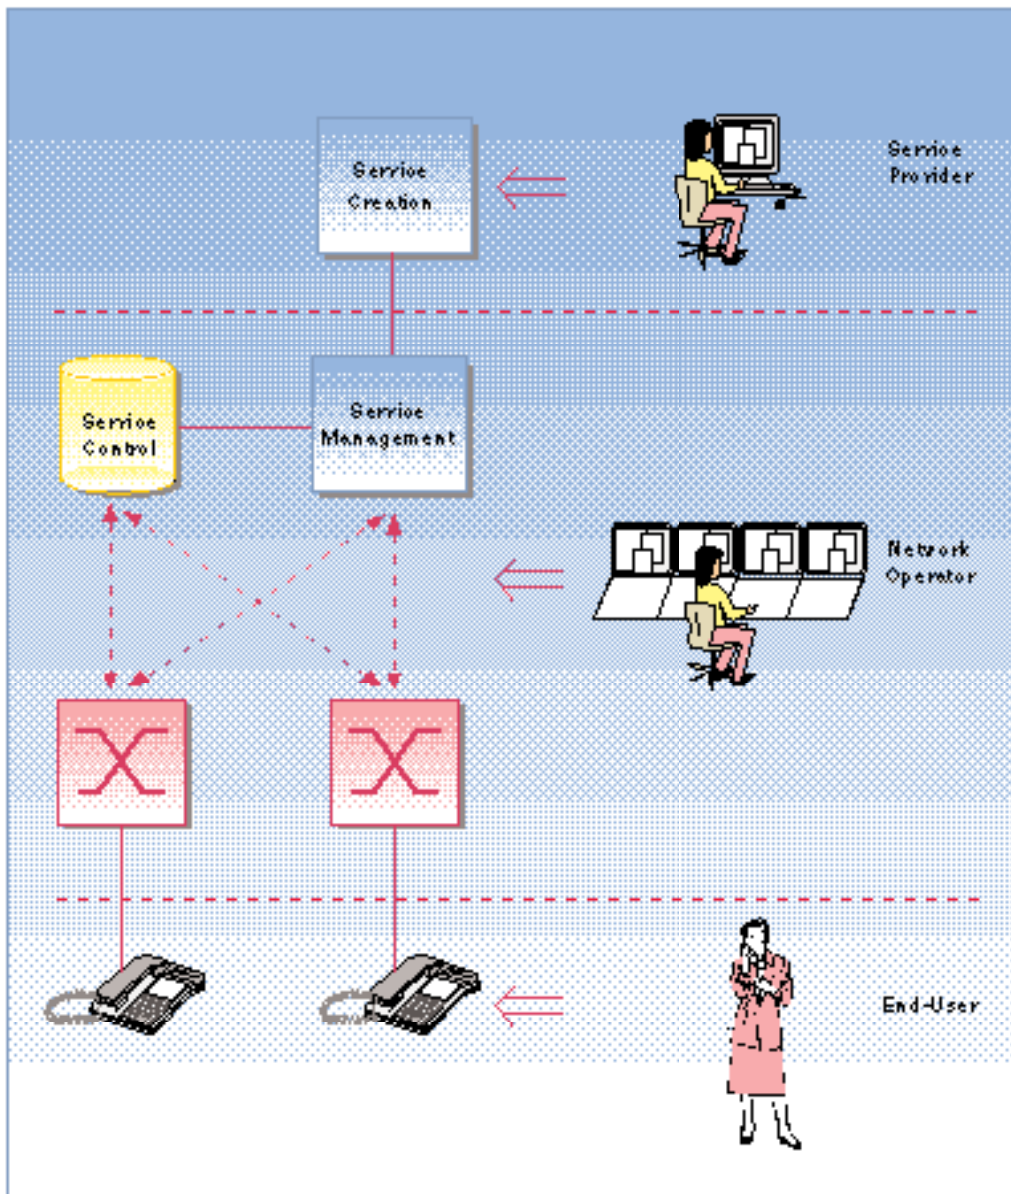 Service
Creation
Service
Provider
Service
Control
Service
Management
Network
Operator
End-User